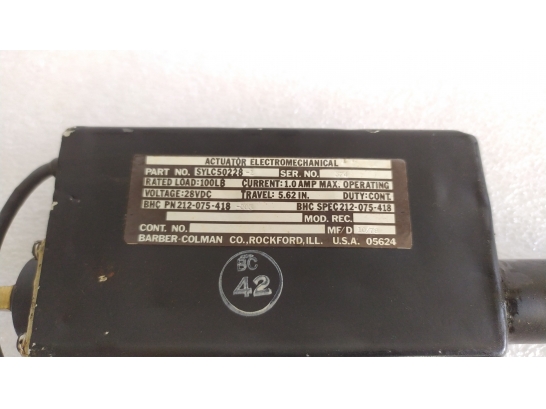 ACTUATOR ELECTROMECHANICAL
PART NO. SYLC50228 SERIAL NO.
RATED LOAD:100LB CURRENT:1.0 AMP MAX. OPERATING
VOLTAGE:28VDC TRAVEL: 5.62 IN. DUTY:CONT.
BHC PN 212-075-418 BHC SPEC 212-075-418
MOD. REC.
CONT. NO. MF/D
BARBER-COLMAN CO., ROCKFORD, ILL. U.S.A. 05624
BC
42